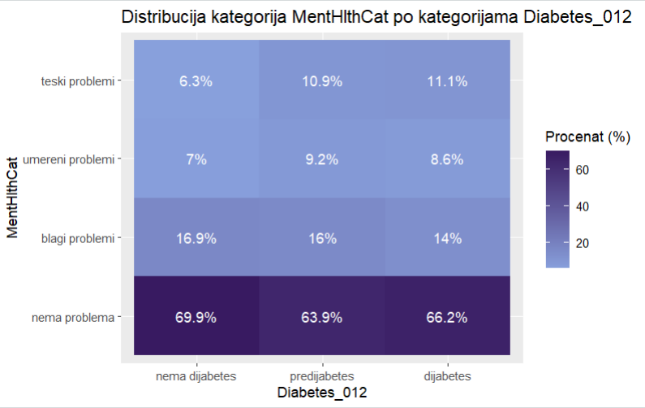 Distribucija kategorija MentHlthCat po kategorijama Diabetes_012
teski problemi
6.3% 10.9% 11.1%
umereni problemi
7% 9.2% 8.6%
blagi problemi
16.9% 16% 14%
nema problema
69.9% 63.9% 66.2%
MentHlthCat
nema dijabetes predijabetes dijabetes
Diabetes_012
Procenat (%)
60
40
20